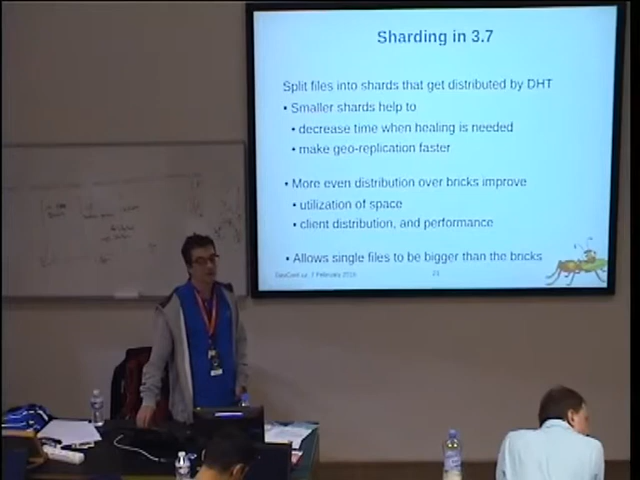 Sharding in 3.7
Split files into shards that get distributed by DHT
• Smaller shards help to
• decrease time when healing is needed
• make geo-replication faster
• More even distribution over bricks improve
• utilization of space
• client distribution, and performance
• Allows single files to be bigger than the bricks